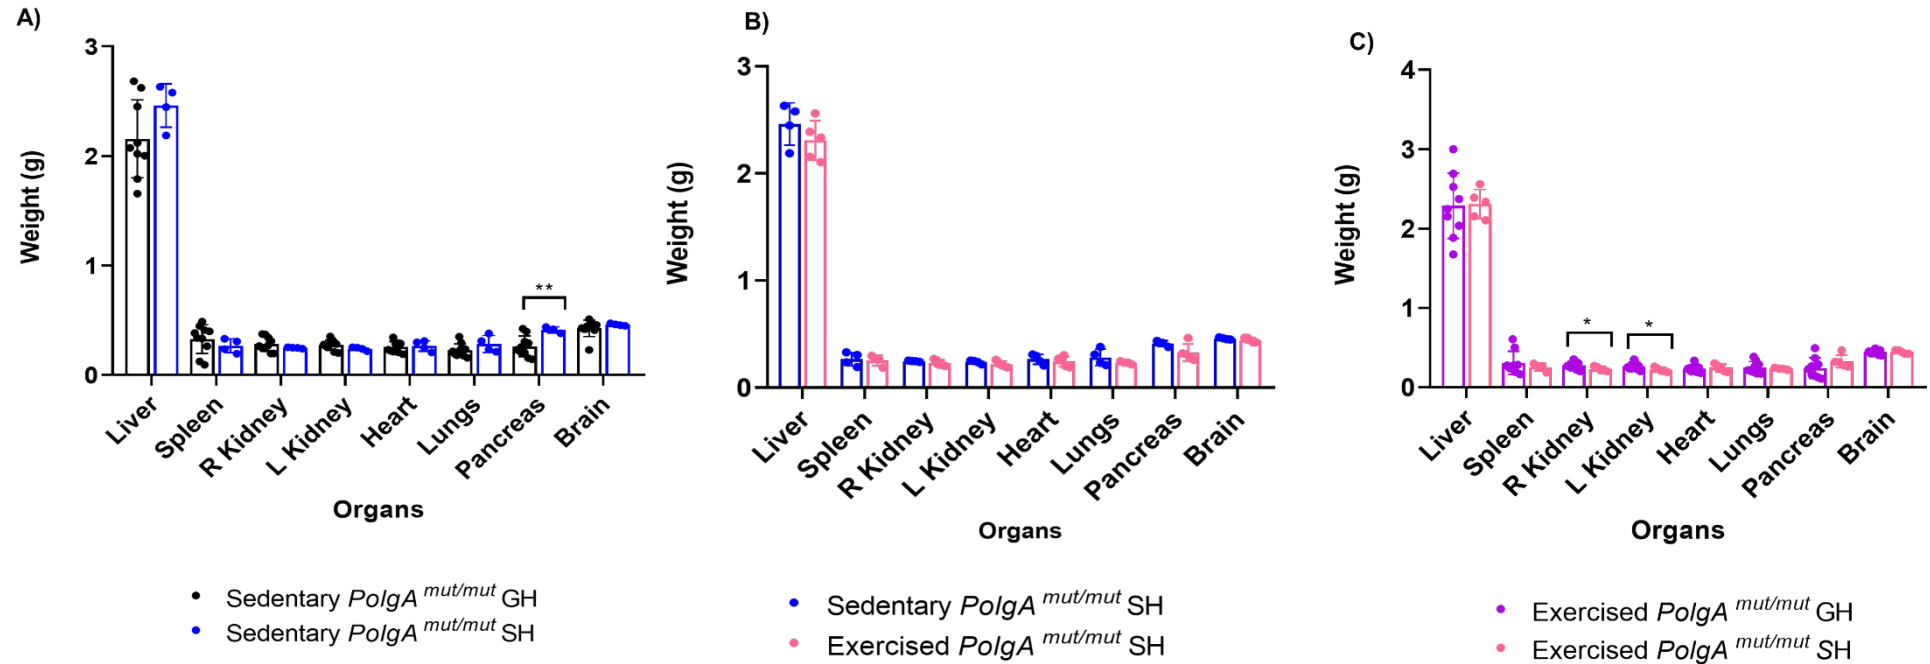 A)
3
2
1
0
Weight (g)
**
Liver
Spleen
R Kidney
L Kidney
Heart
Lungs
Pancreas
Brain
Organs
Sedentary PolgA mut/mut GH
Sedentary PolgA mut/mut SH
B)
3
2
1
0
Weight (g)
Liver
Spleen
R Kidney
L Kidney
Heart
Lungs
Pancreas
Brain
Organs
Sedentary PolgA mut/mut SH
Exercised PolgA mut/mut SH
C)
4
3
2
1
0
Weight (g)
*
*
Liver
Spleen
R Kidney
L Kidney
Heart
Lungs
Pancreas
Brain
Organs
Exercised PolgA mut/mut GH
Exercised PolgA mut/mut SH